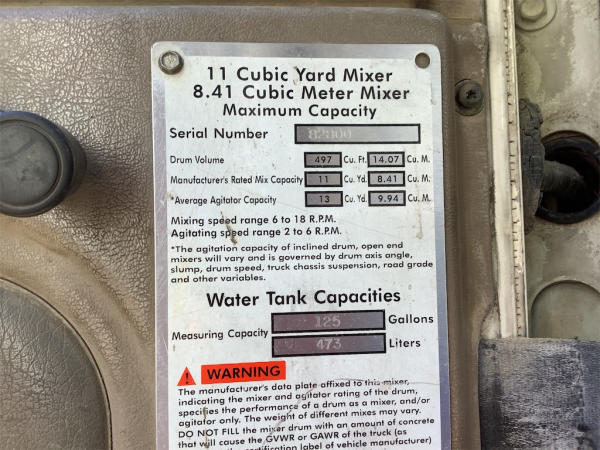 11 Cubic Yard Mixer
8.41 Cubic Meter Mixer
Maximum Capacity
Serial Number 82000
Drum Volume 497 Cu. Ft. 14.07 Cu. M.
Manufacturer's Rated Mix Capacity 11 Cu. Yd. 8.41 Cu. M.
*Average Agitator Capacity 13 Cu. Yd. 9.94 Cu. M.
Mixing speed range 6 to 18 R.P.M.
Agitating speed range 2 to 6 R.P.M.
*The agitation capacity of inclined drum, open end
mixers will vary and is governed by drum axis angle,
slump, drum speed, truck chassis suspension, road grade
and other variables.
Water Tank Capacities
Measuring Capacity
125 Gallons
473 Liters
WARNING
The manufacturer's data plate affixed to this mixer,
indicating the mixer and agitator rating of the drum,
specifies the performance of a drum as a mixer, and/or
agitator only. The weight of different mixes may vary.
DO NOT FILL the mixer drum with an amount of concrete
that will cause the GVWR or GAWR of the truck (as
certification label of vehicle manufacturer)